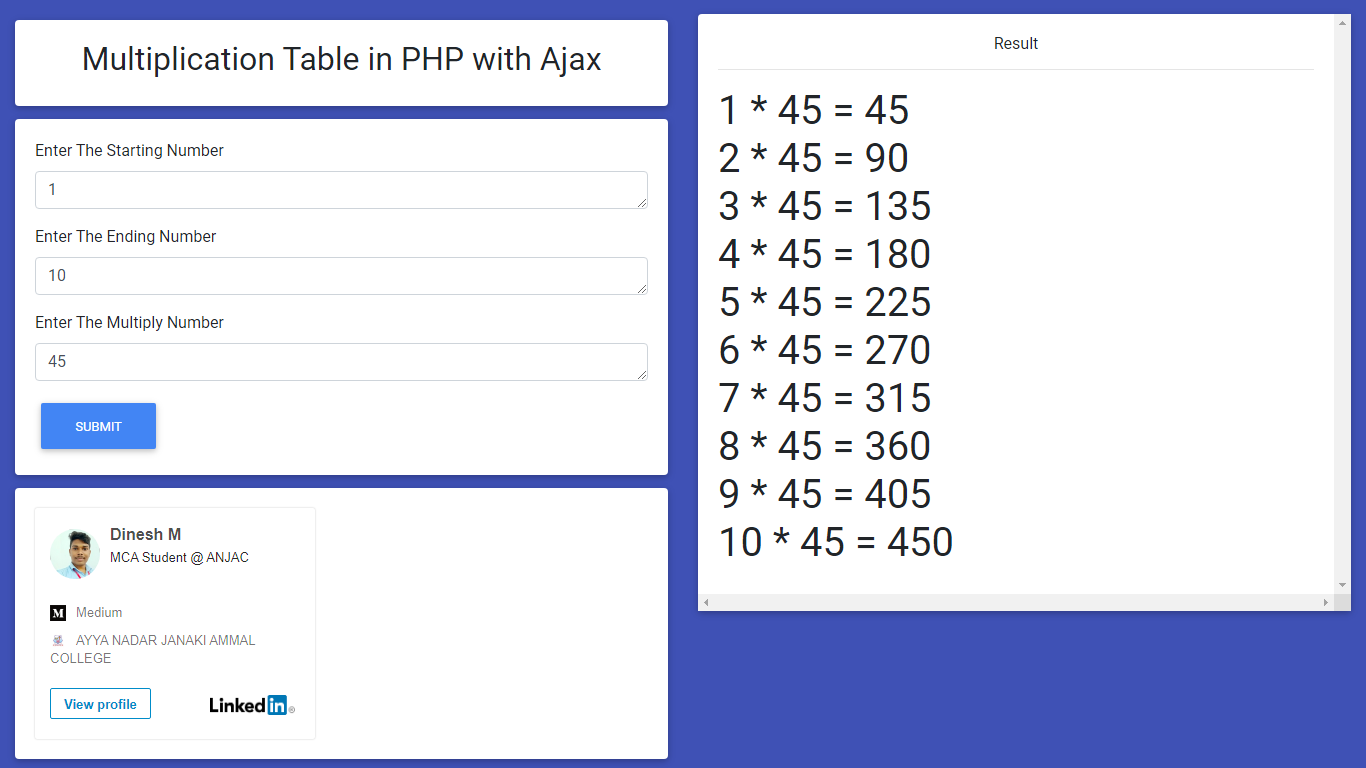 Multiplication Table in PHP with Ajax
Enter The Starting Number
1
Enter The Ending Number
10
Enter The Multiply Number
45
SUBMIT
Dinesh M
MCA Student @ ANJAC
M Medium
AYYA NADAR JANAKI AMMAL
COLLEGE
View profile
Linked in ®
Result
1 * 45 = 45
2 * 45 = 90
3 * 45 = 135
4 * 45 = 180
5 * 45 = 225
6 * 45 = 270
7 * 45 = 315
8 * 45 = 360
9 * 45 = 405
10 * 45 = 450